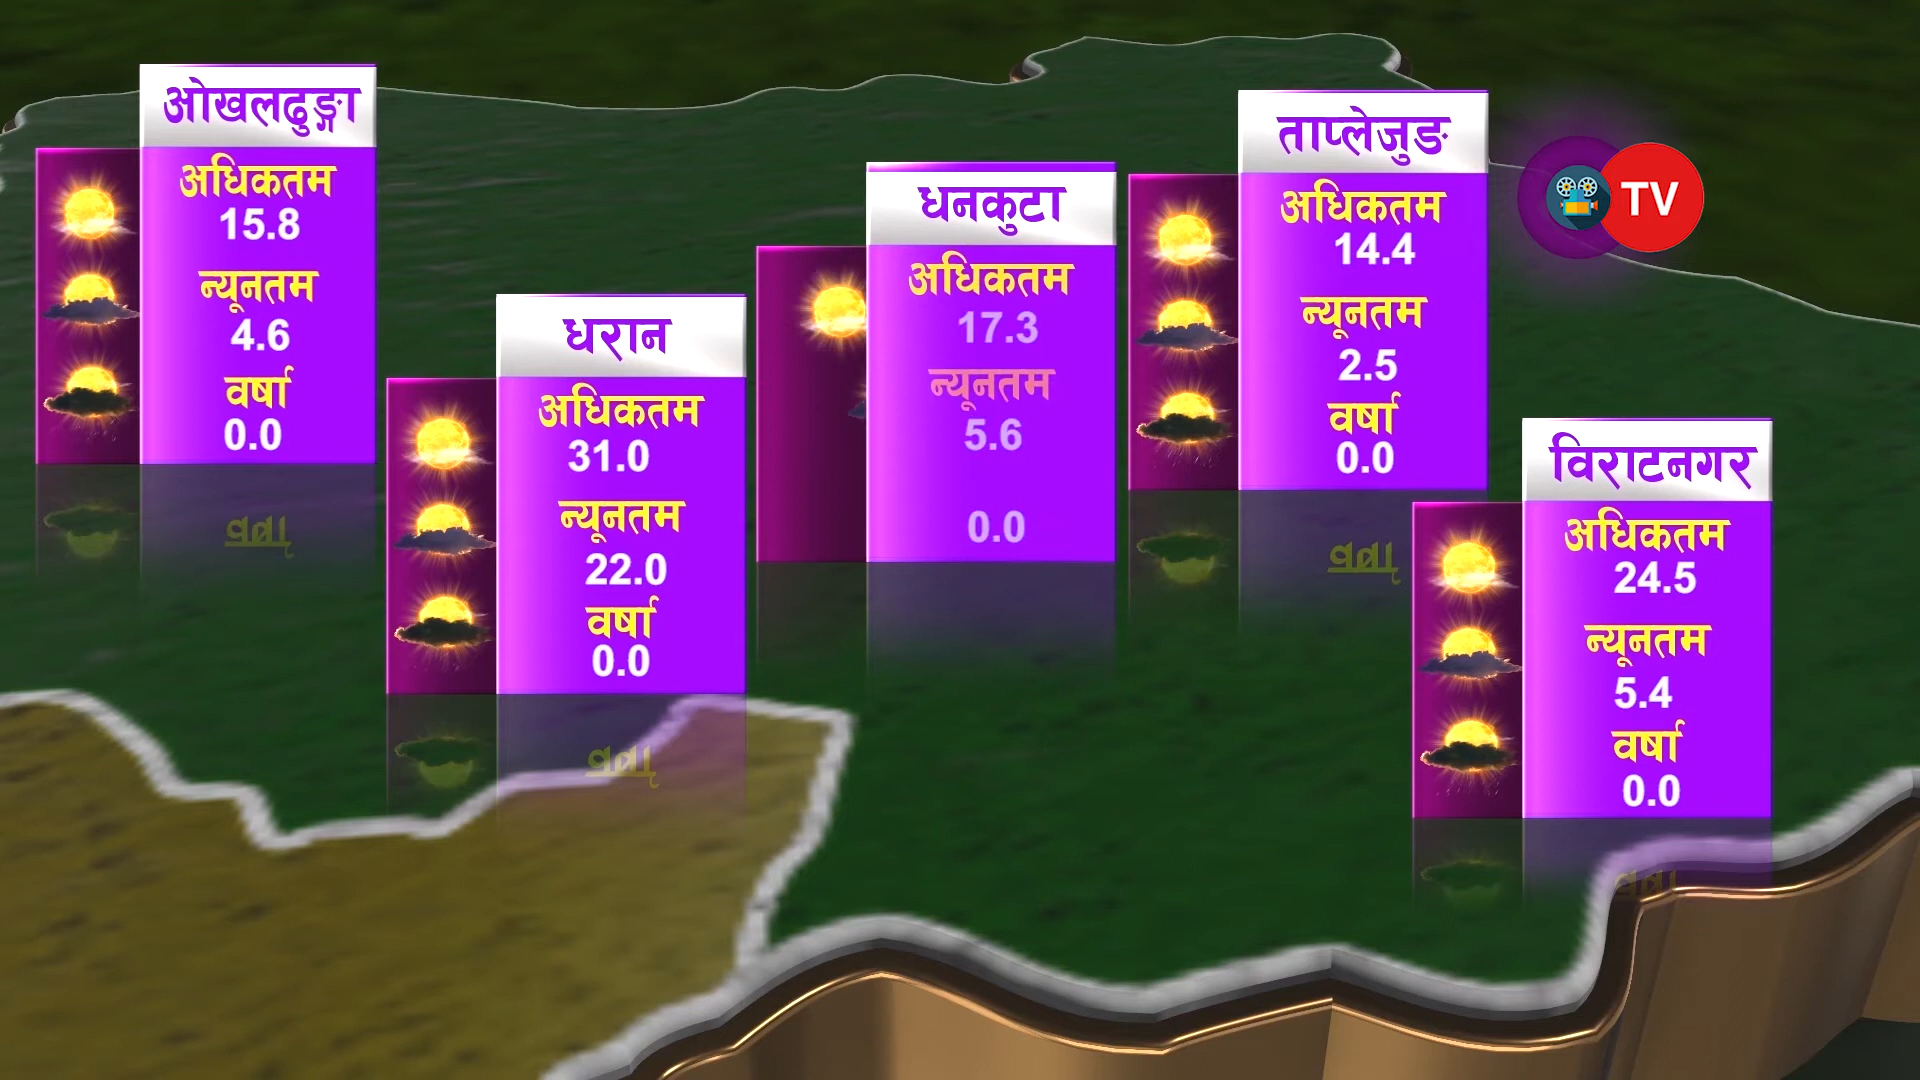 ओखलढुङ्गा
अधिकतम
15.8
न्यूनतम
4.6
वर्षा
0.0
धरान
अधिकतम
31.0
न्यूनतम
22.0
वर्षा
0.0
धनकुटा
अधिकतम
17.3
न्यूनतम
5.6
0.0
ताप्लेजुङ
अधिकतम
14.4
न्यूनतम
2.5
वर्षा
0.0
TV
विराटनगर
अधिकतम
24.5
न्यूनतम
5.4
वर्षा
0.0